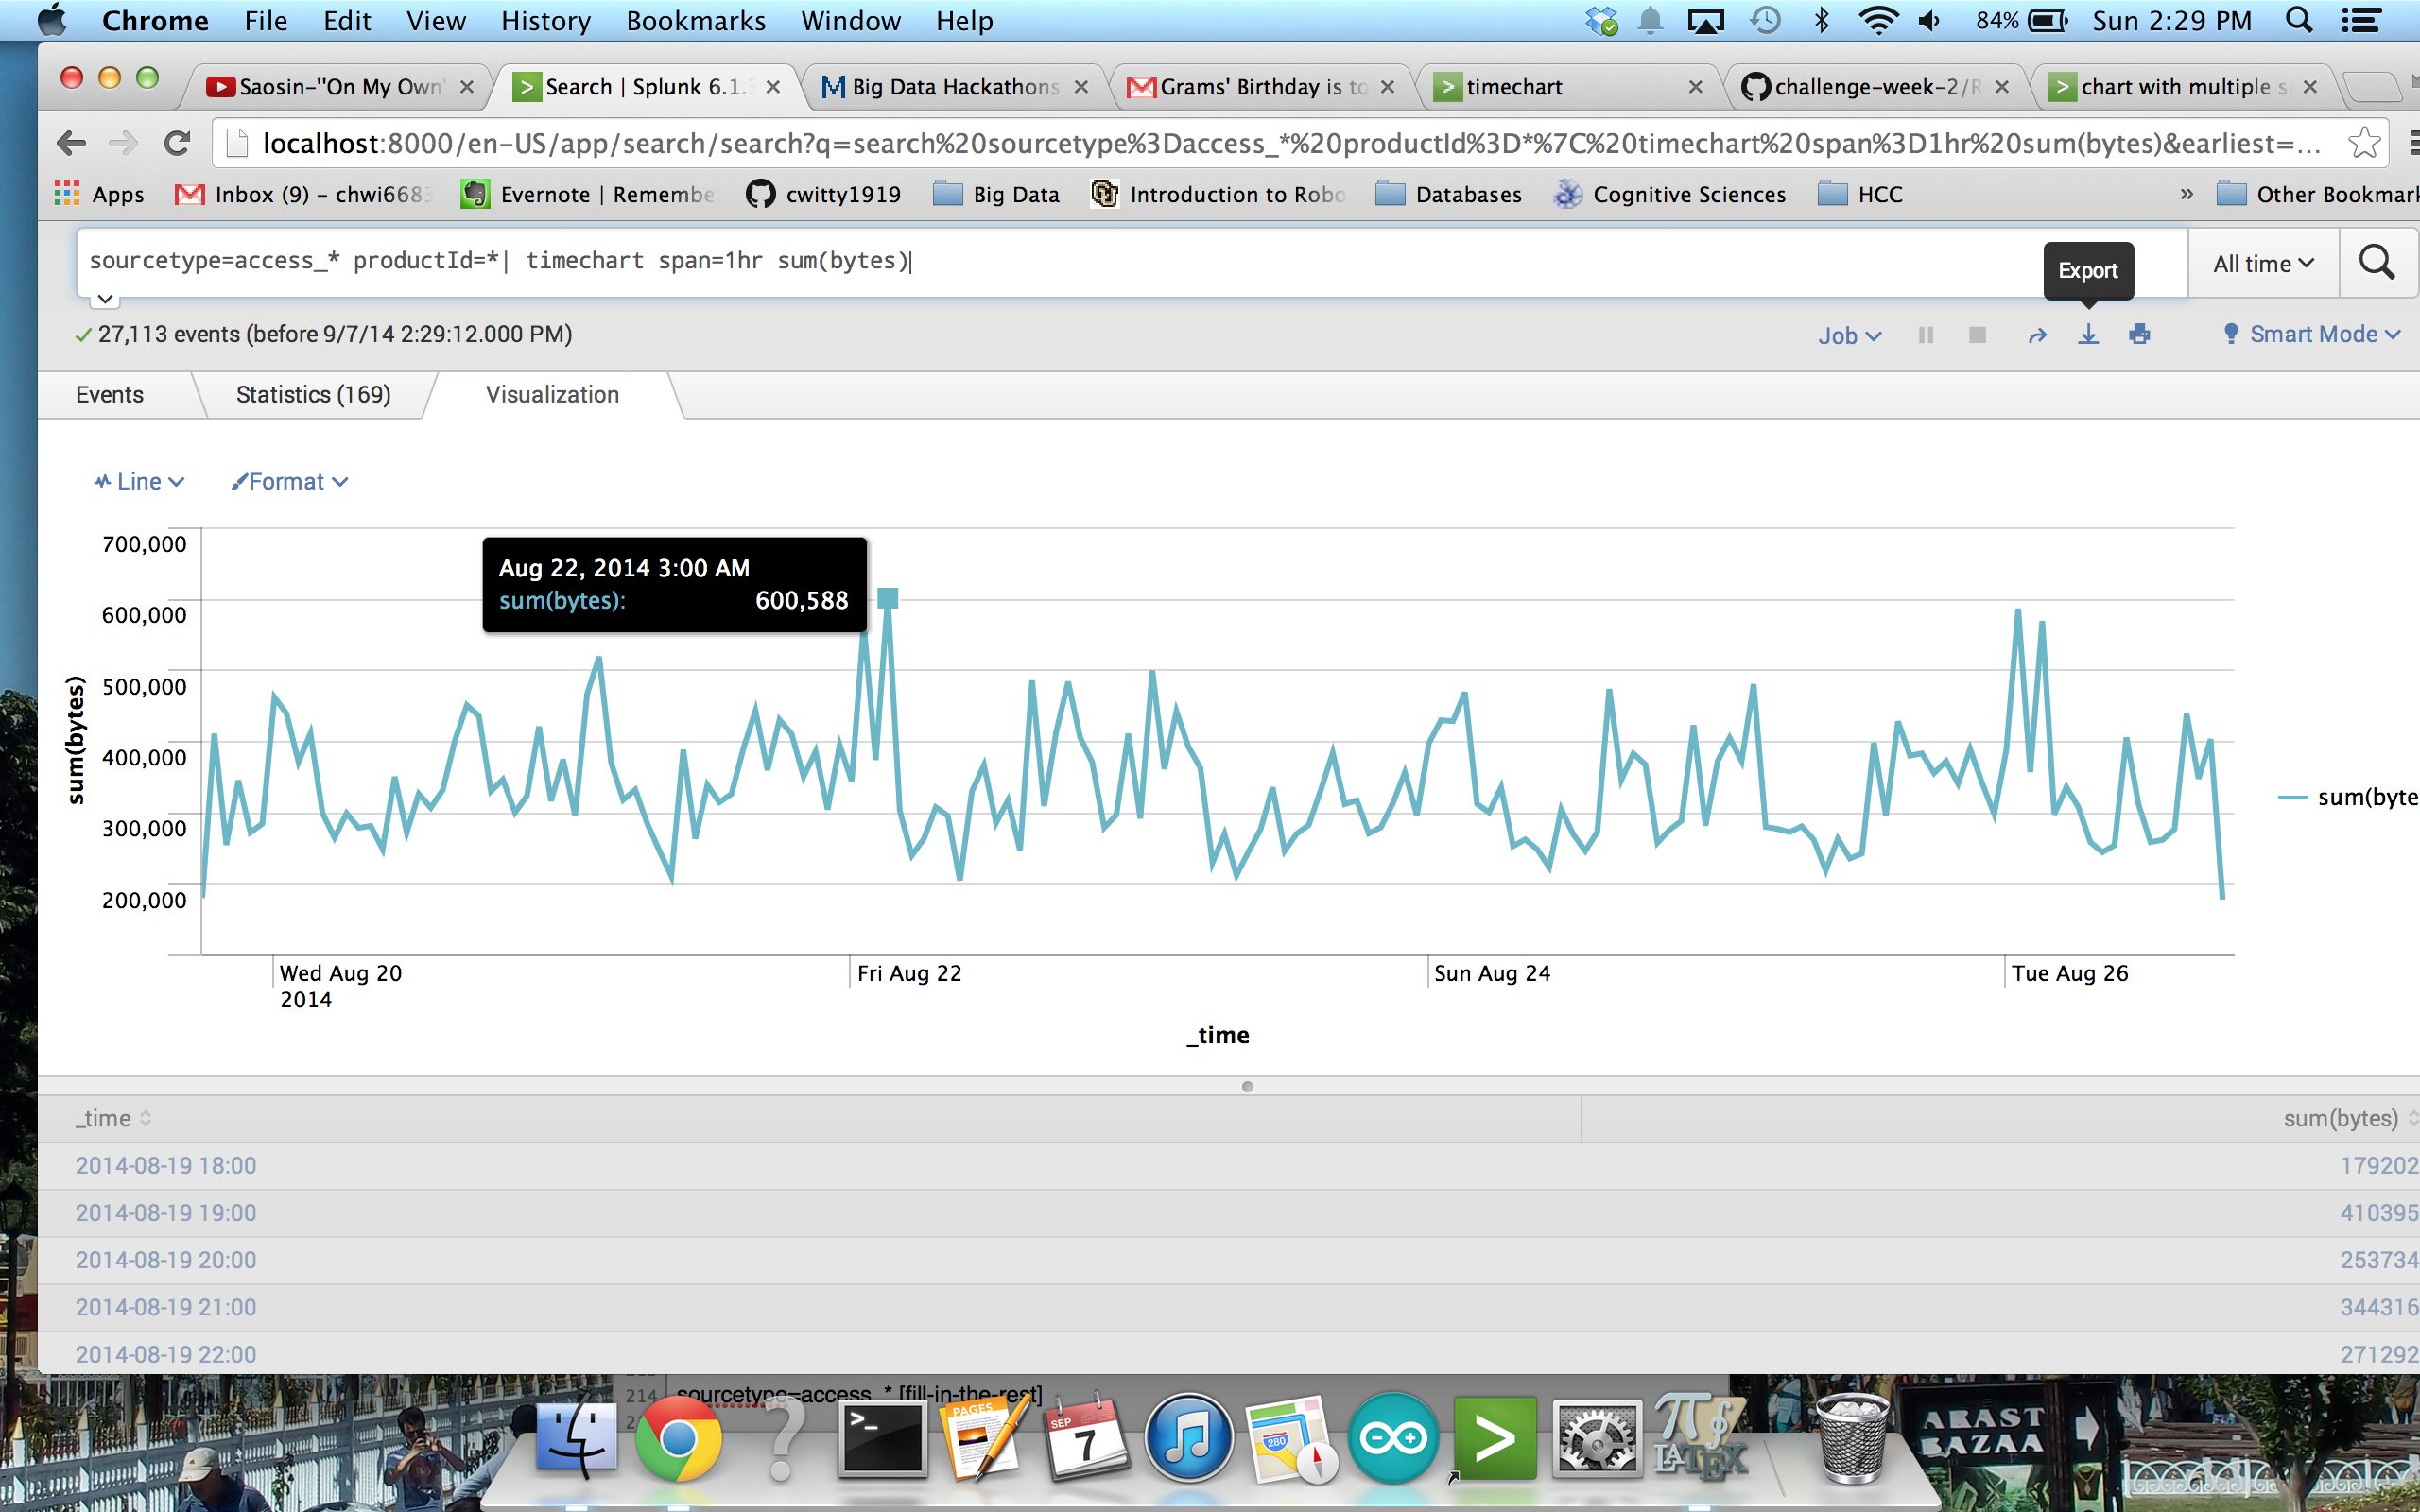 Chrome File Edit View History Bookmarks Window Help 84% Sun 2:29 PM
Saosin-"On My Own" Search | Splunk 6.1.3 Big Data Hackathons Grams' Birthday is to timechart challenge-week-2/R chart with multiple s
localhost:8000/en-US/app/search/search?q=search%20sourcetype%3Daccess_*%20productId%3D*%7C%20timechart%20span%3D1hr%20sum(bytes)&earliest=...
Apps Inbox (9) – chwi6683 Evernote | Remembe cwitty1919 Big Data Introduction to Robo Databases Cognitive Sciences HCC » Other Bookmark
sourcetype=access_* productId=*| timechart span=1hr sum(bytes)
Export
All time
27,113 events (before 9/7/14 2:29:12.000 PM)
Job Smart Mode
Events Statistics (169) Visualization
Line Format
700,000
600,000
500,000
400,000
300,000
200,000
sum(bytes)
Aug 22, 2014 3:00 AM
sum(bytes): 600,588
sum(byte
Wed Aug 20
2014
Fri Aug 22
Sun Aug 24
Tue Aug 26
_time
_time sum(bytes)
2014-08-19 18:00 179202
2014-08-19 19:00 410395
2014-08-19 20:00 253734
2014-08-19 21:00 344316
2014-08-19 22:00 271292
214 sourcetype=access_* [fill-in-the-rest]
PAGES
SEP
7
280
LATEX
ARAST
BAZAA